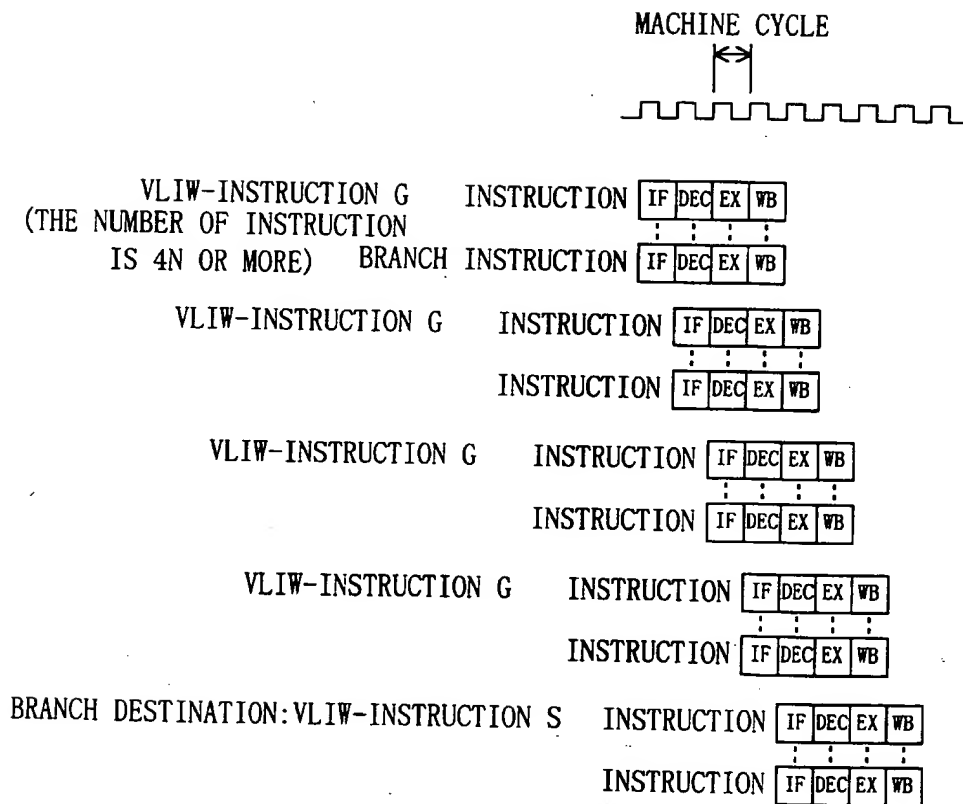 MACHINE CYCLE
VLIW-INSTRUCTION G INSTRUCTION IF DEC EX WB
(THE NUMBER OF INSTRUCTION
IS 4N OR MORE) BRANCH INSTRUCTION IF DEC EX WB
VLIW-INSTRUCTION G INSTRUCTION IF DEC EX WB
INSTRUCTION IF DEC EX WB
VLIW-INSTRUCTION G INSTRUCTION IF DEC EX WB
INSTRUCTION IF DEC EX WB
VLIW-INSTRUCTION G INSTRUCTION IF DEC EX WB
INSTRUCTION IF DEC EX WB
BRANCH DESTINATION:VLIW-INSTRUCTION S INSTRUCTION IF DEC EX WB
INSTRUCTION IF DEC EX WB